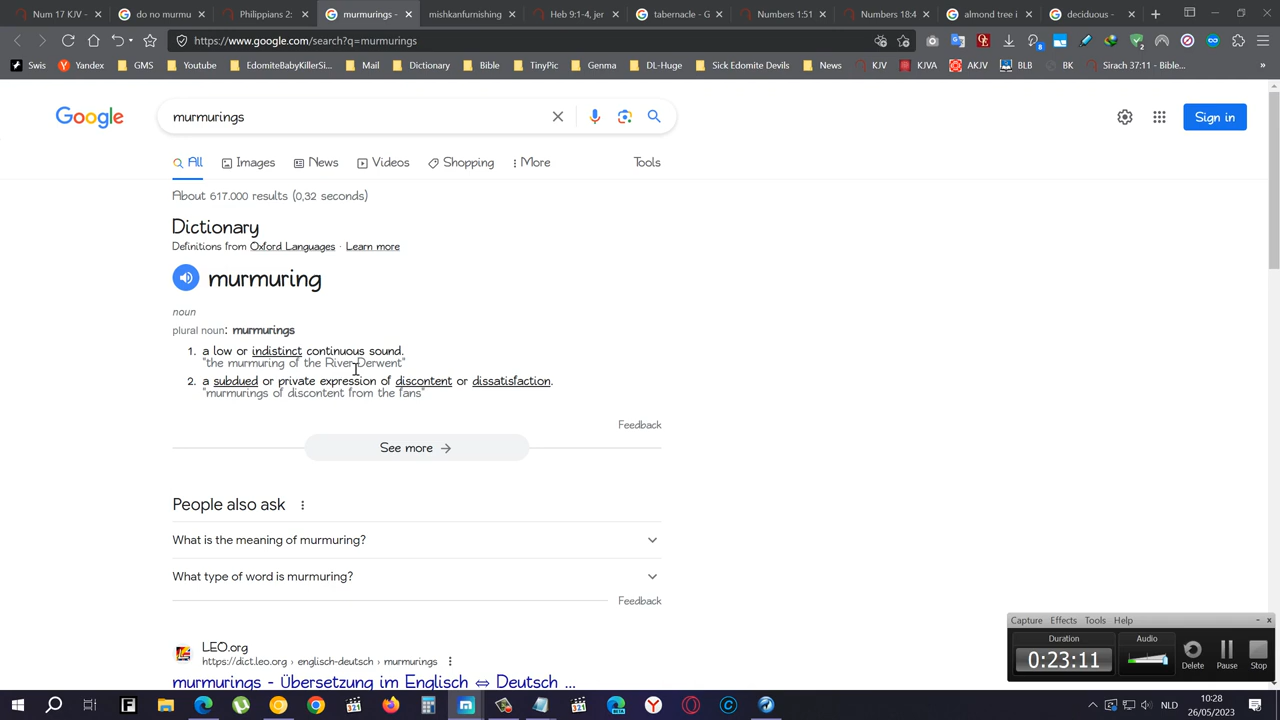 Num 17 KJV -
do no murmu
Philippians 2:
murmurings -
mishkanfurnishing
Heb 9:1-4, jer
tabernacle - G
Numbers 1:51
Numbers 18:4
almond tree i
deciduous -
https://www.google.com/search?q=murmurings
Swis
Yandex
GMS
Youtube
EdomiteBabyKillerSi...
Mail
Dictionary
Bible
TinyPic
Genma
DL-Huge
Sick Edomite Devils
News
KJV
KJVA
AKJV
BLB
BK
Sirach 37:11 - Bible...
Google
murmurings
Sign in
All
Images
News
Videos
Shopping
More
Tools
About 617.000 results (0,32 seconds)
Dictionary
Definitions from Oxford Languages · Learn more
murmuring
noun
plural noun: murmurings
1. a low or indistinct continuous sound.
"the murmuring of the River Derwent"
2. a subdued or private expression of discontent or dissatisfaction.
"murmurings of discontent from the fans"
Feedback
See more
People also ask
What is the meaning of murmuring?
What type of word is murmuring?
Feedback
LEO.org
https://dict.leo.org › englisch-deutsch › murmurings
murmurings - Übersetzung im Englisch ⇔ Deutsch ...
Capture Effects Tools Help
Duration
0:23:11
Audio
Delete
Pause
Stop
NLD
10:28
26/05/2023